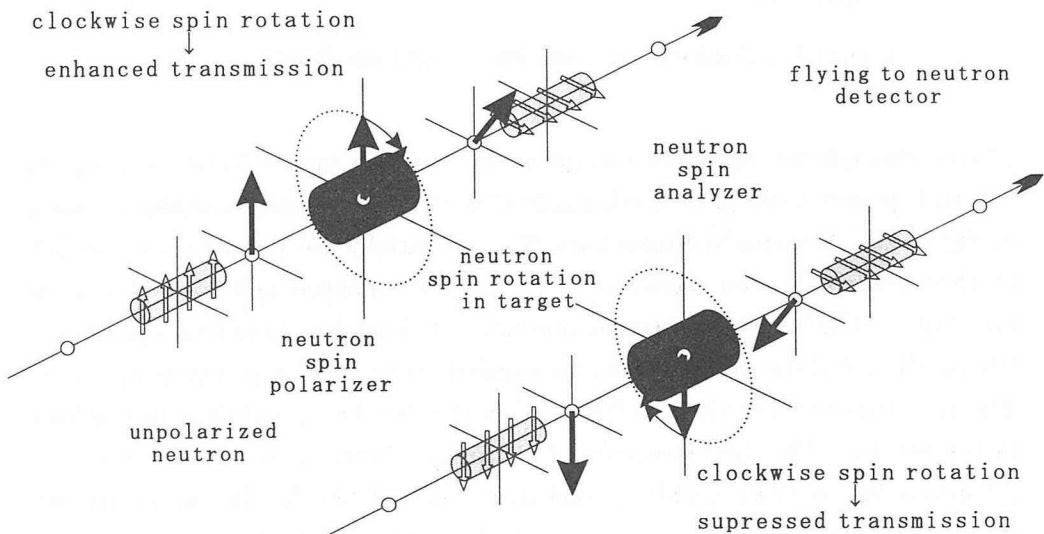 clockwise spin rotation
↓
enhanced transmission
flying to neutron
detector
neutron
spin
analyzer
neutron
spin rotation
in target
neutron
spin
polarizer
unpolarized
neutron
clockwise spin rotation
↓
supressed transmission